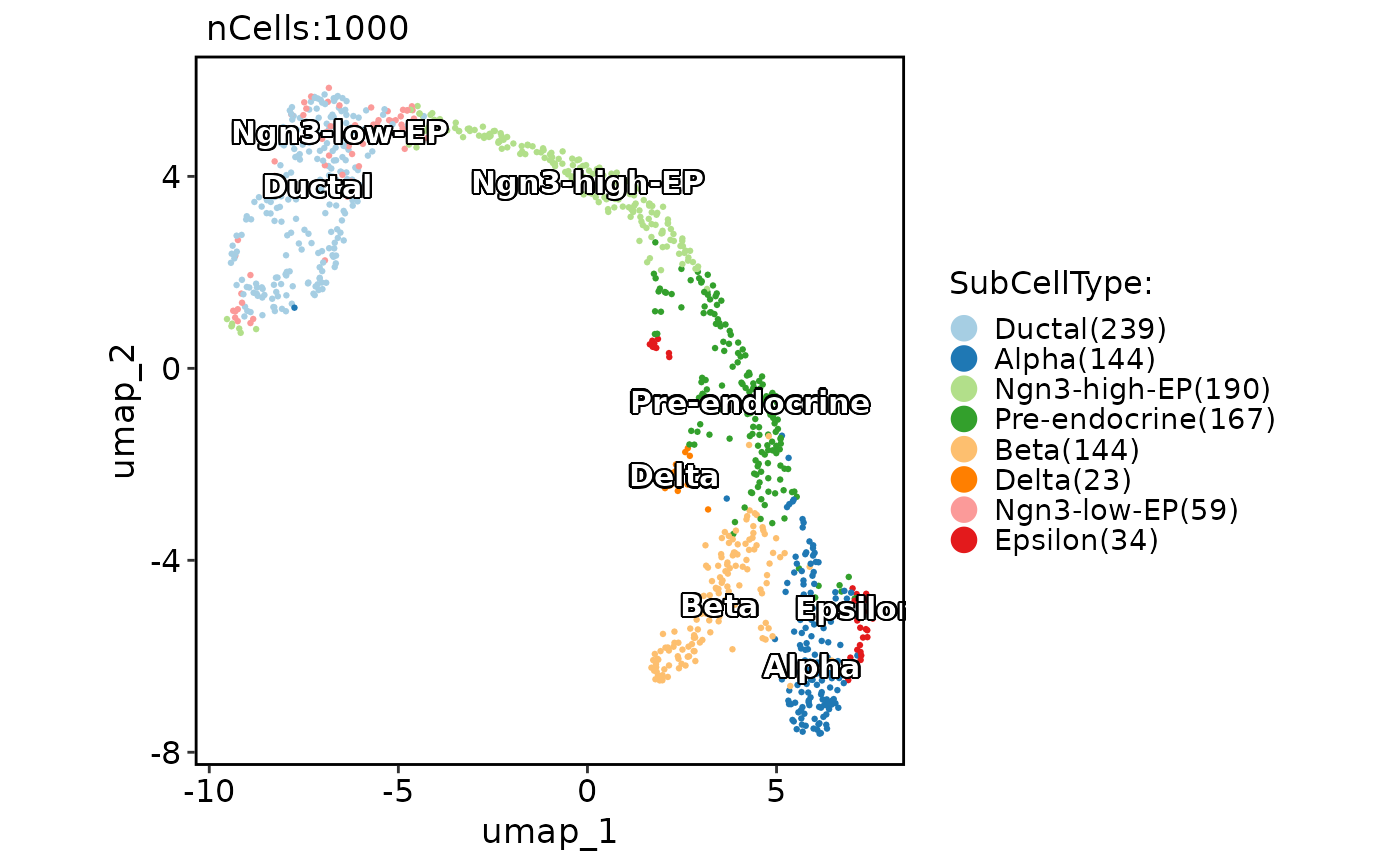 nCells:1000
Ngn3-low-EP
Ductal
Ngn3-high-EP
Pre-endocrine
Delta
Beta
Epsilon
Alpha
4
0
-4
-8
-10
-5
0
5
umap_1
umap_2
SubCellType:
Ductal(239)
Alpha(144)
Ngn3-high-EP(190)
Pre-endocrine(167)
Beta(144)
Delta(23)
Ngn3-low-EP(59)
Epsilon(34)